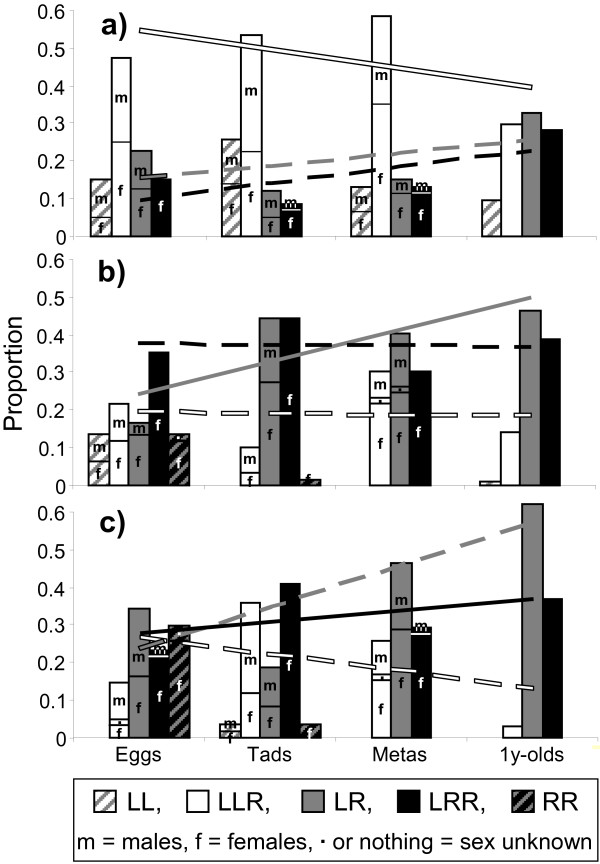 a)
0.6
0.5
0.4
0.3
0.2
0.1
0
m f m f m f f
m f m f m f m f
m f m f m f m f
b)
Proportion
0.6
0.5
0.4
0.3
0.2
0.1
0
m f m f m f f f
m f m f f f
m · f m · f f
c)
0.6
0.5
0.4
0.3
0.2
0.1
0
m · f m f m f f
m f m f m f f f
m · f m f m f
Eggs Tads Metas 1y-olds
LL, LLR, LR, LRR, RR
m = males, f = females, · or nothing = sex unknown